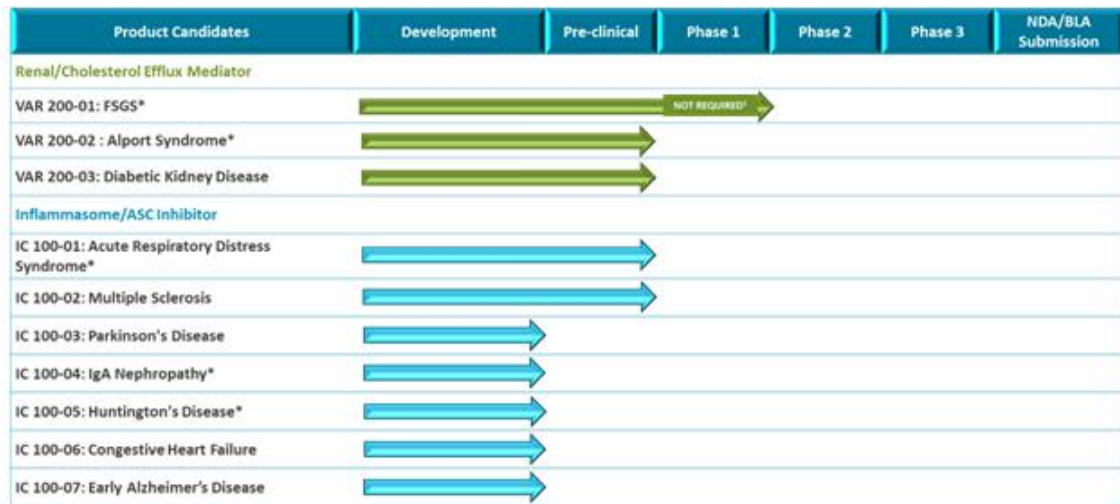 Product Candidates Development Pre-clinical Phase 1 Phase 2 Phase 3 NDA/BLA Submission
Renal/Cholesterol Efflux Mediator
VAR 200-01: FSGS* NOT REQUIRED¹
VAR 200-02 : Alport Syndrome*
VAR 200-03: Diabetic Kidney Disease
Inflammasome/ASC Inhibitor
IC 100-01: Acute Respiratory Distress
Syndrome*
IC 100-02: Multiple Sclerosis
IC 100-03: Parkinson's Disease
IC 100-04: IgA Nephropathy*
IC 100-05: Huntington's Disease*
IC 100-06: Congestive Heart Failure
IC 100-07: Early Alzheimer's Disease